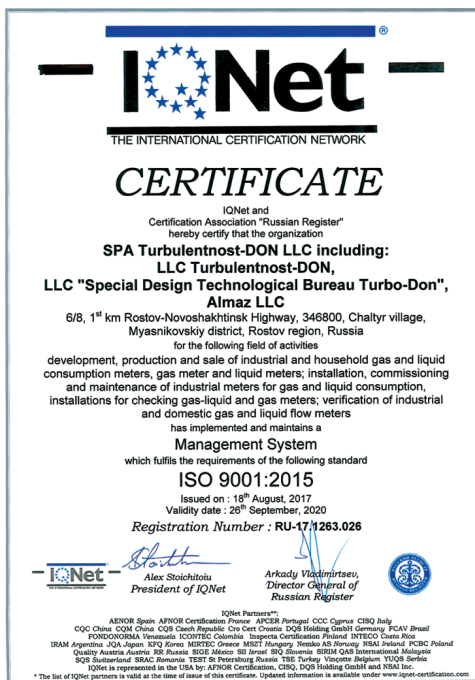 IQNet
®
THE INTERNATIONAL CERTIFICATION NETWORK
CERTIFICATE
IQNet and
Certification Association "Russian Register"
hereby certify that the organization
SPA Turbulentnost-DON LLC including:
LLC Turbulentnost-DON,
LLC "Special Design Technological Bureau Turbo-Don",
Almaz LLC
6/8, 1st km Rostov-Novoshakhtinsk Highway, 346800, Chaltyr village,
Myasnikovskiy district, Rostov region, Russia
for the following field of activities
development, production and sale of industrial and household gas and liquid
consumption meters, gas meter and liquid meters; installation, commissioning
and maintenance of industrial meters for gas and liquid consumption,
installations for checking gas-liquid and gas meters; verification of industrial
and domestic gas and liquid flow meters
has implemented and maintains a
Management System
which fulfils the requirements of the following standard
ISO 9001:2015
Issued on : 18th August, 2017
Validity date : 26th September, 2020
Registration Number : RU-17.1263.026
IQNet
Alex Stoichitoiu
President of IQNet
Arkady Vladimirtsev,
Director General of
Russian Register
IQNet Partners**:
AENOR Spain AFNOR Certification France APCER Portugal CCC Cyprus CISQ Italy
CQC China CQM China CQS Czech Republic Cro Cert Croatia DQS Holding GmbH Germany FCAV Brazil
FONDONORMA Venezuela ICONTEC Colombia Inspecta Certification Finland INTECO Costa Rica
IRAM Argentina JQA Japan KFQ Korea MIRTEC Greece MSZT Hungary Nemko AS Norway NSAI Ireland PCBC Poland
Quality Austria Austria RR Russia SIGE México SII Israel SIQ Slovenia SIRIM QAS International Malaysia
SQS Switzerland SRAC Romania TEST St Petersburg Russia TSE Turkey Vinçotte Belgium YUQS Serbia
IQNet is represented in the USA by: AFNOR Certification, CISQ, DQS Holding GmbH and NSAI Inc.
* The list of IQNet partners is valid at the time of issue of this certificate. Updated information is available under www.iqnet-certification.com